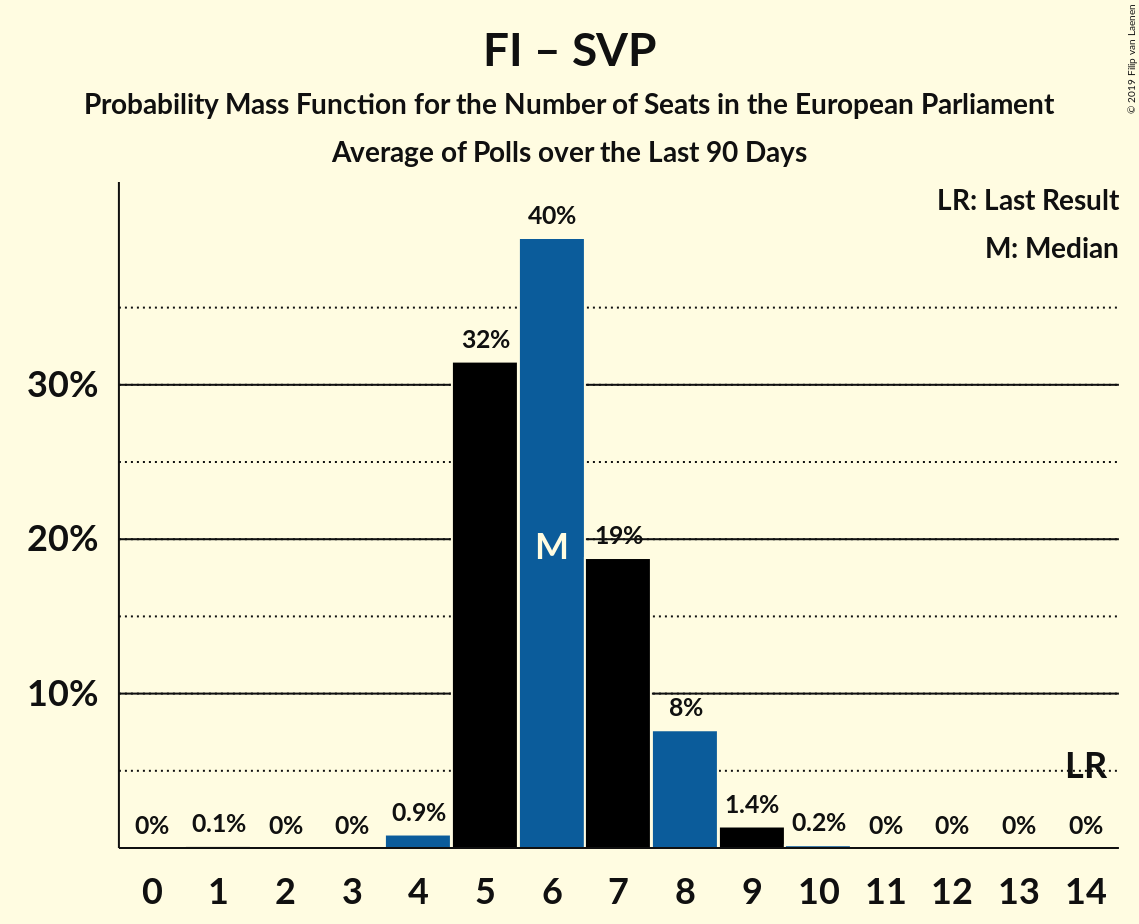 FI – SVP
Probability Mass Function for the Number of Seats in the European Parliament
Average of Polls over the Last 90 Days
© 2019 Filip van Laenen
LR: Last Result
M: Median
40%
32%
30%
20%
19%
M
10%
8%
LR
0% 0.1% 0% 0% 0.9% 1.4% 0.2% 0% 0% 0% 0%
0 1 2 3 4 5 6 7 8 9 10 11 12 13 14